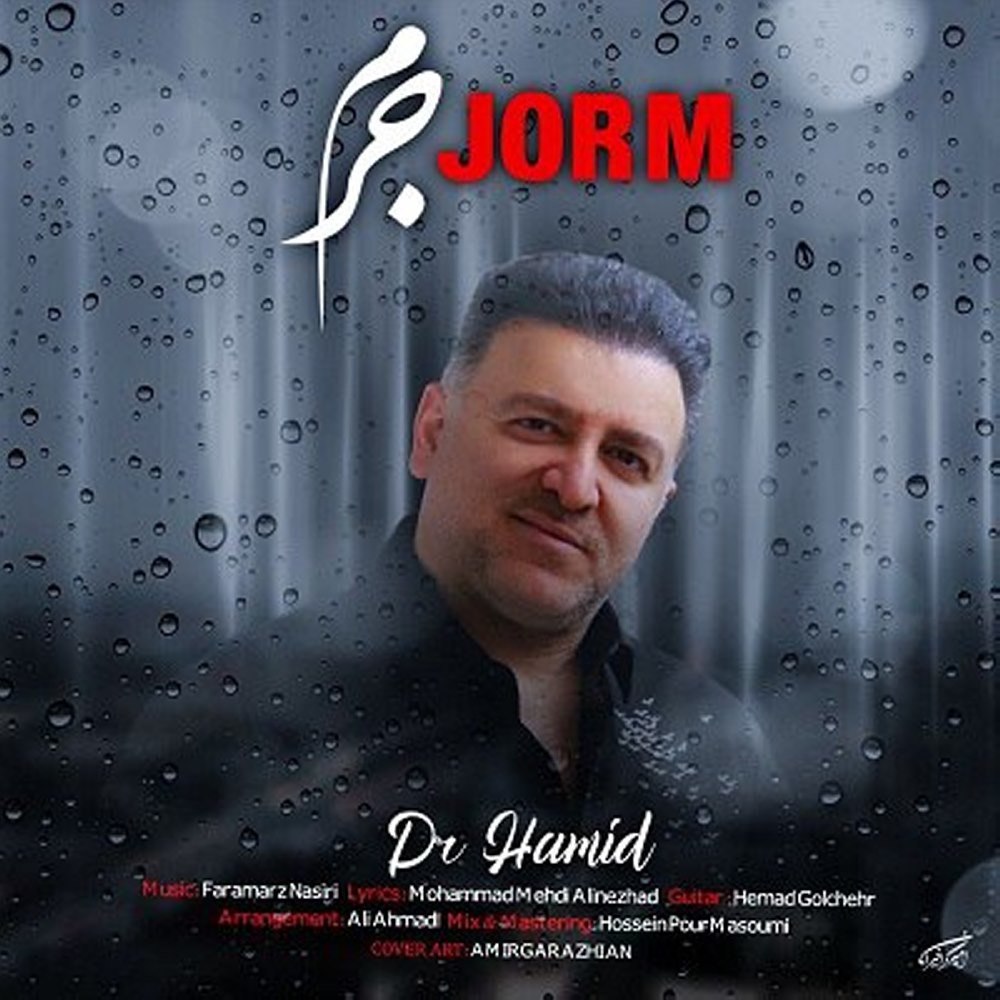 جرم JORM
Dr Hamid
Music: Faramarz Nasiri Lyrics: Mohammad Mehdi Alinezhad Guitar: Hemad Golchehr
Arrangement: Ali Ahmadi Mix & Mastering: Hossein Pour Masoumi
COVER ART: AMIRGARAZHIAN